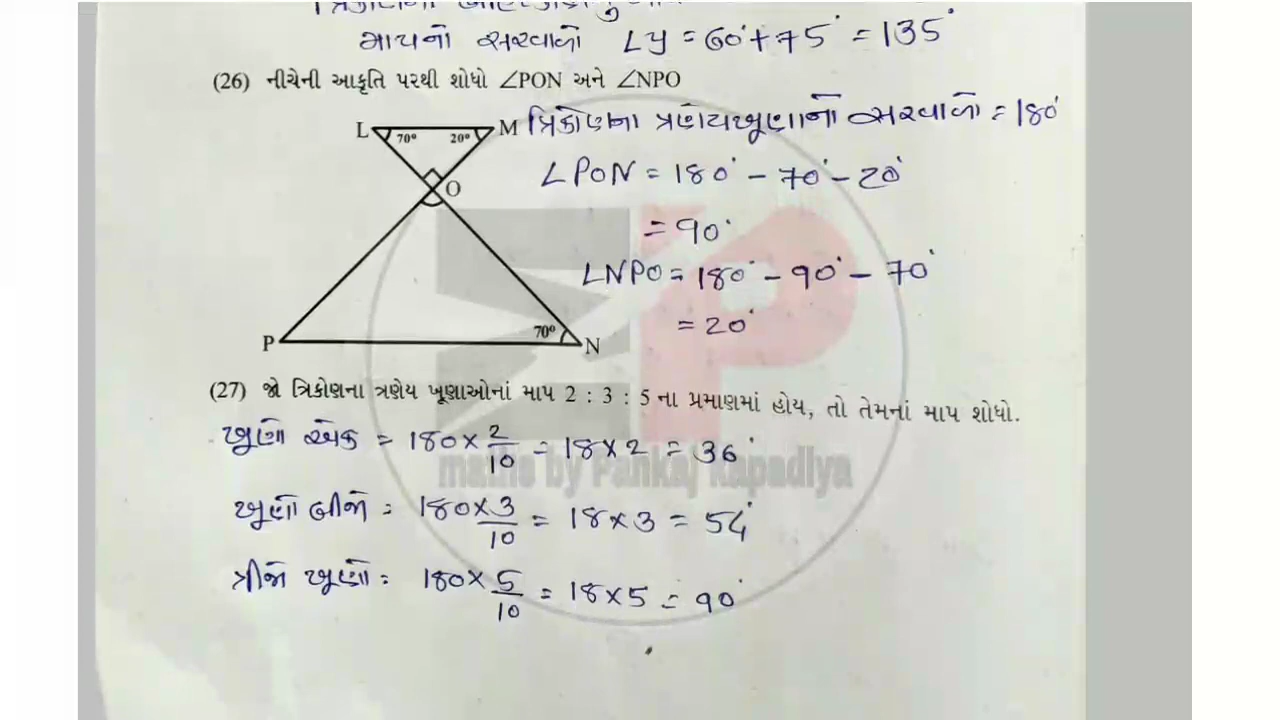 માપનો સરવાળો ∠y = 60° + 75° = 135°
(26) નીચેની આકૃતિ પરથી શોધો ∠PON અને ∠NPO
L 70° 20° M
ત્રિકોણના ત્રણેયખૂણાનો સરવાળો = 180°
∠PON = 180° - 70° - 20°
O
= 90°
∠NPO = 180° - 90° - 70°
= 20°
P 70° N
(27) જો ત્રિકોણના ત્રણેય ખૂણાઓનાં માપ 2 : 3 : 5 ના પ્રમાણમાં હોય, તો તેમનાં માપ શોધો.
ખૂણો એક = 180 × 2/10 = 18 × 2 = 36°
maths by Pankaj Kapadiya
ખૂણો બીજો = 180 × 3/10 = 18 × 3 = 54°
ત્રીજો ખૂણો = 180 × 5/10 = 18 × 5 = 90°